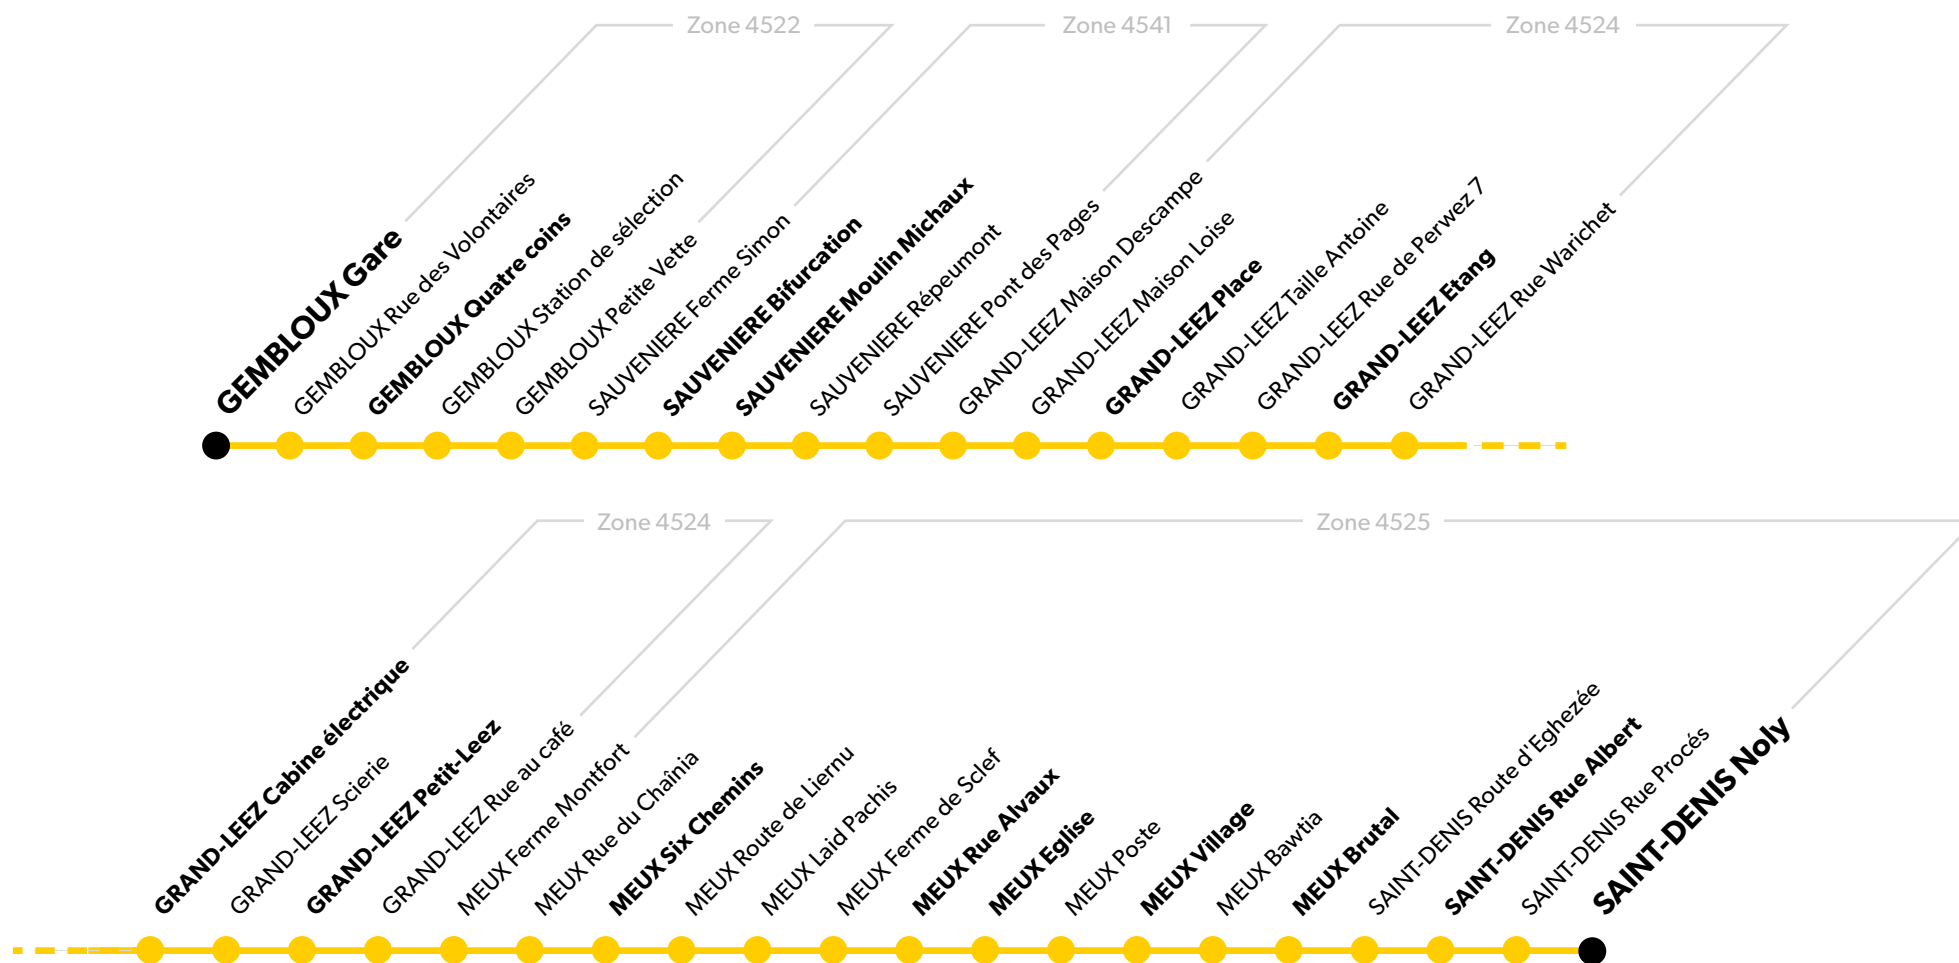 Zone 4522
Zone 4541
Zone 4524
GEMBLOUX Gare
GEMBLOUX Rue des Volontaires
GEMBLOUX Quatre coins
GEMBLOUX Station de sélection
GEMBLOUX Petite Vette
SAUVENIERE Ferme Simon
SAUVENIERE Bifurcation
SAUVENIERE Moulin Michaux
SAUVENIERE Répeumont
SAUVENIERE Pont des Pages
GRAND-LEEZ Maison Descampe
GRAND-LEEZ Maison Loise
GRAND-LEEZ Place
GRAND-LEEZ Taille Antoine
GRAND-LEEZ Rue de Perwez 7
GRAND-LEEZ Etang
GRAND-LEEZ Rue Warichet
Zone 4524
Zone 4525
GRAND-LEEZ Cabine électrique
GRAND-LEEZ Scierie
GRAND-LEEZ Petit-Leez
GRAND-LEEZ Rue au café
MEUX Ferme Montfort
MEUX Rue du Chaînia
MEUX Six Chemins
MEUX Route de Liernu
MEUX Laid Pachis
MEUX Ferme de Sclef
MEUX Rue Alvaux
MEUX Eglise
MEUX Poste
MEUX Village
MEUX Bawtia
MEUX Brutal
SAINT-DENIS Route d'Eghezée
SAINT-DENIS Rue Albert
SAINT-DENIS Rue Procés
SAINT-DENIS Noly